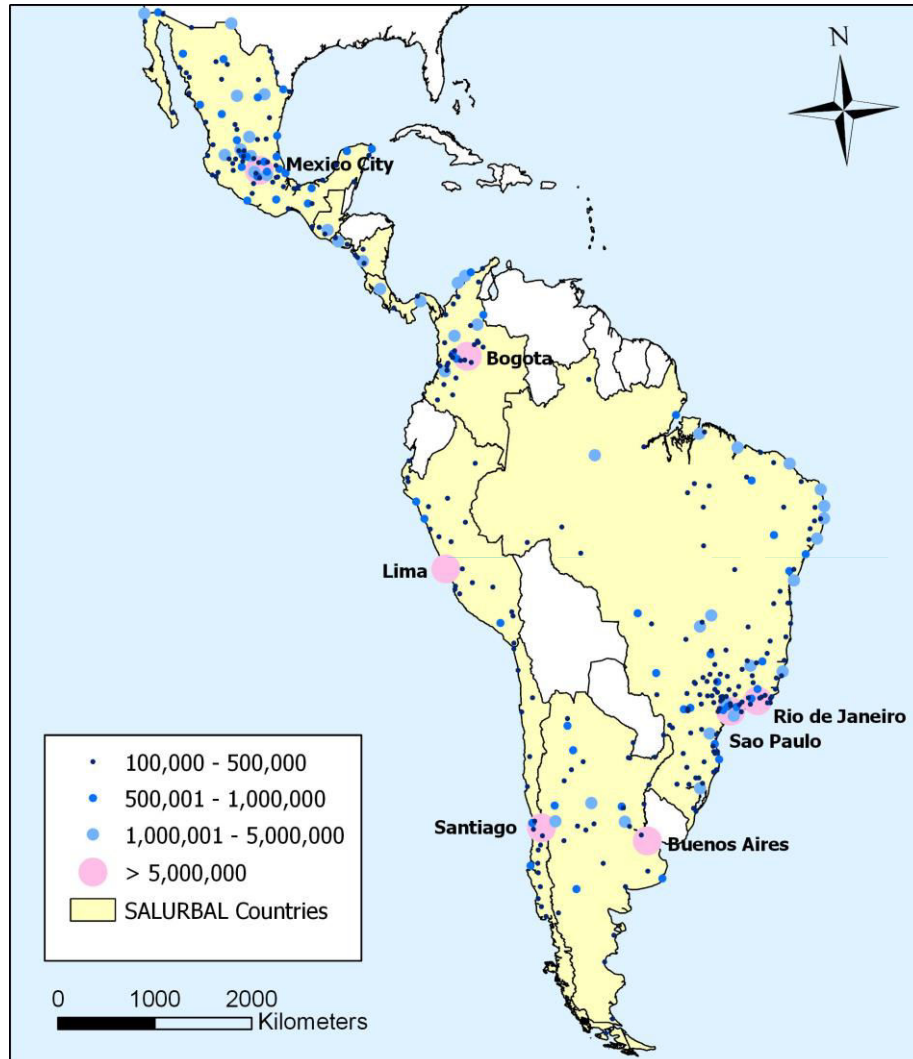 N
Mexico City
Bogota
Lima
Rio de Janeiro
Sao Paulo
Santiago
Buenos Aires
100,000 - 500,000
500,001 - 1,000,000
1,000,001 - 5,000,000
> 5,000,000
SALURBAL Countries
0 1000 2000
Kilometers